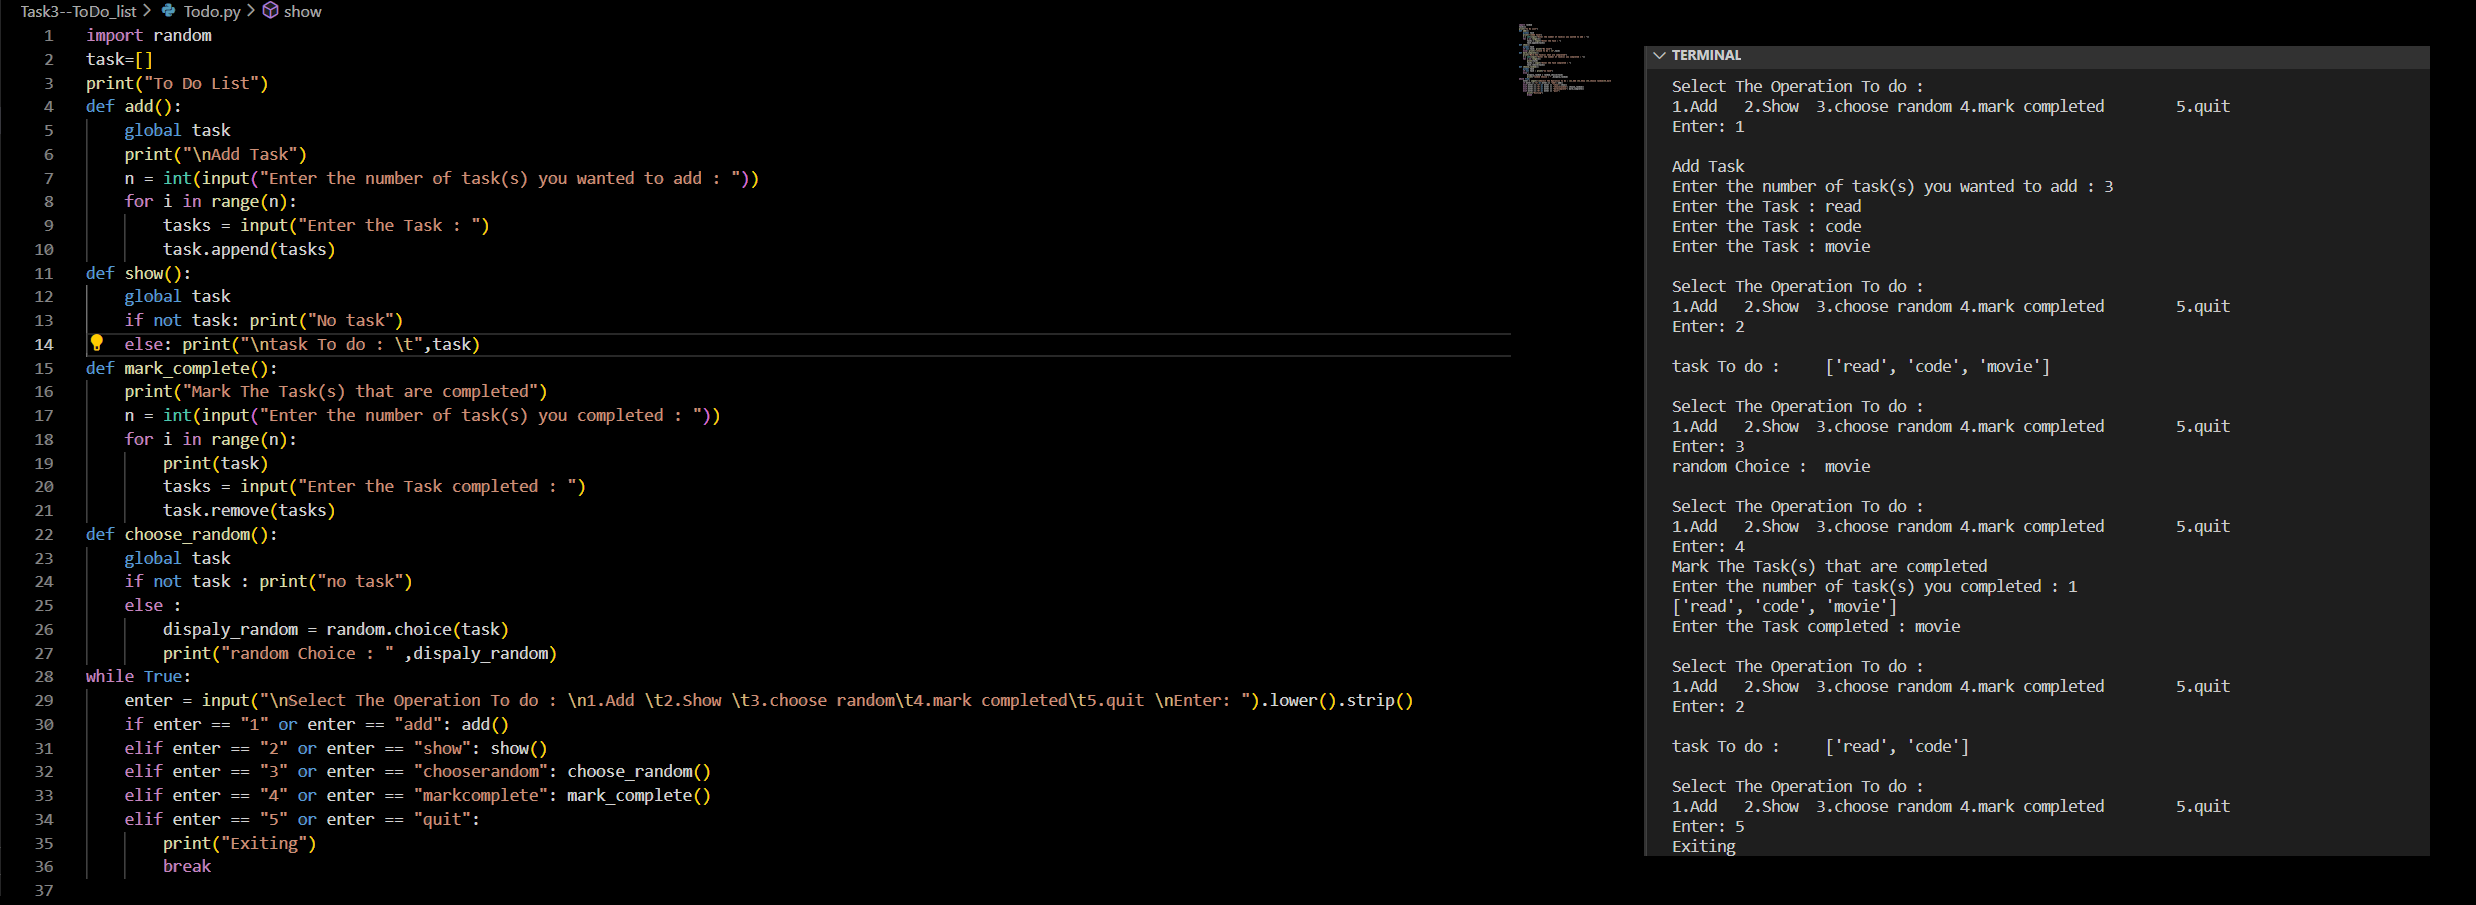 Task3--ToDo_list > Todo.py > show
1 import random
2 task=[]
3 print("To Do List")
4 def add():
5     global task
6     print("\nAdd Task")
7     n = int(input("Enter the number of task(s) you wanted to add : "))
8     for i in range(n):
9         tasks = input("Enter the Task : ")
10         task.append(tasks)
11 def show():
12     global task
13     if not task: print("No task")
14     else: print("\ntask To do : \t",task)
15 def mark_complete():
16     print("Mark The Task(s) that are completed")
17     n = int(input("Enter the number of task(s) you completed : "))
18     for i in range(n):
19         print(task)
20         tasks = input("Enter the Task completed : ")
21         task.remove(tasks)
22 def choose_random():
23     global task
24     if not task : print("no task")
25     else :
26         dispaly_random = random.choice(task)
27         print("random Choice : " ,dispaly_random)
28 while True:
29     enter = input("\nSelect The Operation To do : \n1.Add \t2.Show \t3.choose random\t4.mark completed\t5.quit \nEnter: ").lower().strip()
30     if enter == "1" or enter == "add": add()
31     elif enter == "2" or enter == "show": show()
32     elif enter == "3" or enter == "chooserandom": choose_random()
33     elif enter == "4" or enter == "markcomplete": mark_complete()
34     elif enter == "5" or enter == "quit":
35         print("Exiting")
36         break
37
TERMINAL
Select The Operation To do :
1.Add   2.Show  3.choose random 4.mark completed        5.quit
Enter: 1
Add Task
Enter the number of task(s) you wanted to add : 3
Enter the Task : read
Enter the Task : code
Enter the Task : movie
Select The Operation To do :
1.Add   2.Show  3.choose random 4.mark completed        5.quit
Enter: 2
task To do :     ['read', 'code', 'movie']
Select The Operation To do :
1.Add   2.Show  3.choose random 4.mark completed        5.quit
Enter: 3
random Choice :  movie
Select The Operation To do :
1.Add   2.Show  3.choose random 4.mark completed        5.quit
Enter: 4
Mark The Task(s) that are completed
Enter the number of task(s) you completed : 1
['read', 'code', 'movie']
Enter the Task completed : movie
Select The Operation To do :
1.Add   2.Show  3.choose random 4.mark completed        5.quit
Enter: 2
task To do :     ['read', 'code']
Select The Operation To do :
1.Add   2.Show  3.choose random 4.mark completed        5.quit
Enter: 5
Exiting